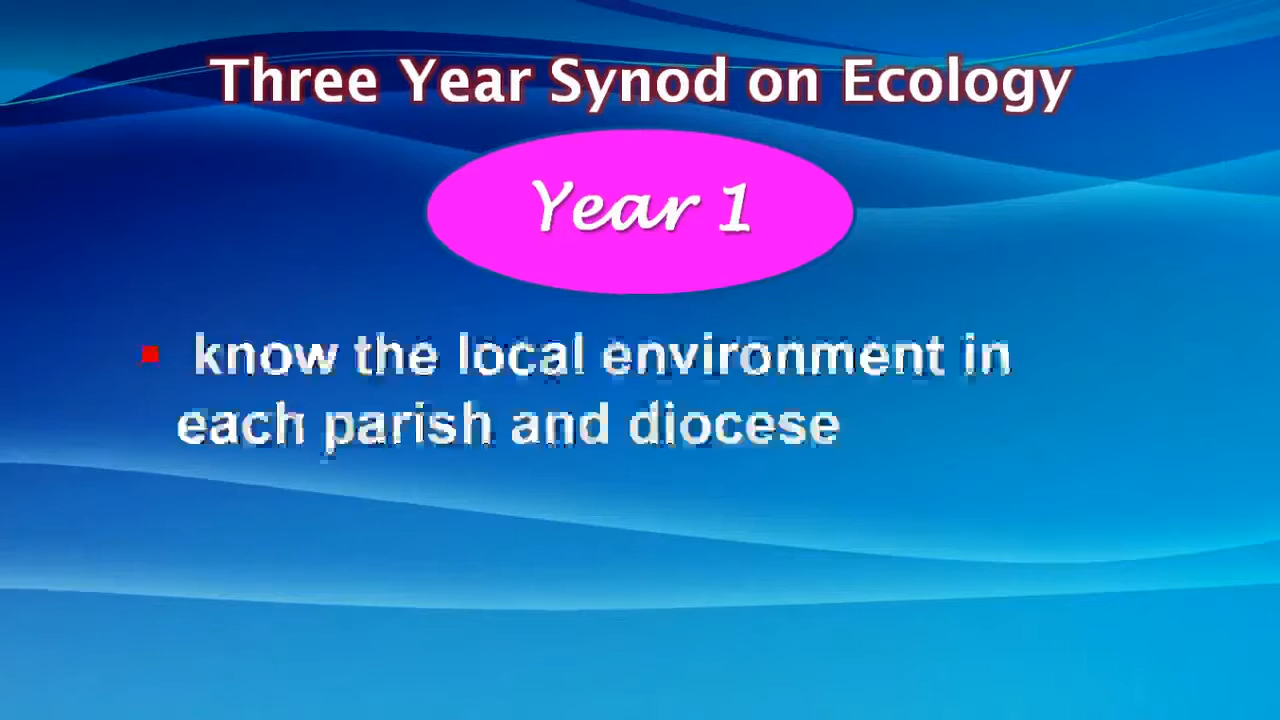 Three Year Synod on Ecology
Year 1
know the local environment in
each parish and diocese